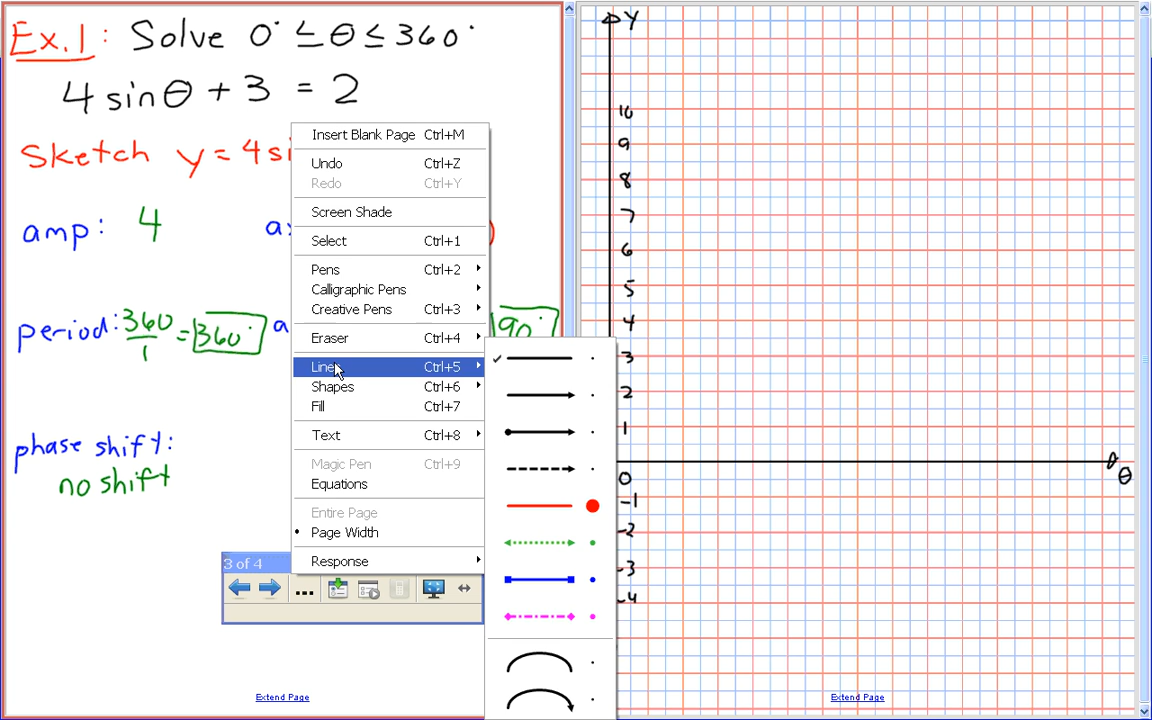 Ex.1: Solve 0° ≤ θ ≤ 360°
4 sinθ + 3 = 2
Sketch y = 4si
amp: 4
period: 360/1 = 360°
90°
phase shift:
no shift
Insert Blank Page Ctrl+M
Undo Ctrl+Z
Redo Ctrl+Y
Screen Shade
Select Ctrl+1
Pens Ctrl+2
Calligraphic Pens
Creative Pens Ctrl+3
Eraser Ctrl+4
Lines Ctrl+5
Shapes Ctrl+6
Fill Ctrl+7
Text Ctrl+8
Magic Pen Ctrl+9
Equations
Entire Page
Page Width
Response
3 of 4
...
Extend Page
y
10
9
8
7
6
5
4
3
2
1
0
θ
-1
-2
-3
-4
Extend Page